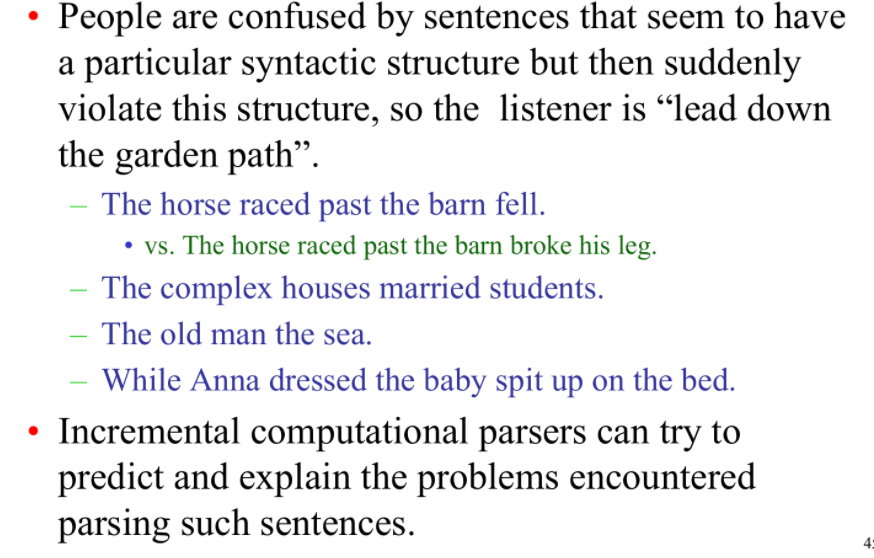 • People are confused by sentences that seem to have
a particular syntactic structure but then suddenly
violate this structure, so the listener is “lead down
the garden path”.
– The horse raced past the barn fell.
• vs. The horse raced past the barn broke his leg.
– The complex houses married students.
– The old man the sea.
– While Anna dressed the baby spit up on the bed.
• Incremental computational parsers can try to
predict and explain the problems encountered
parsing such sentences.